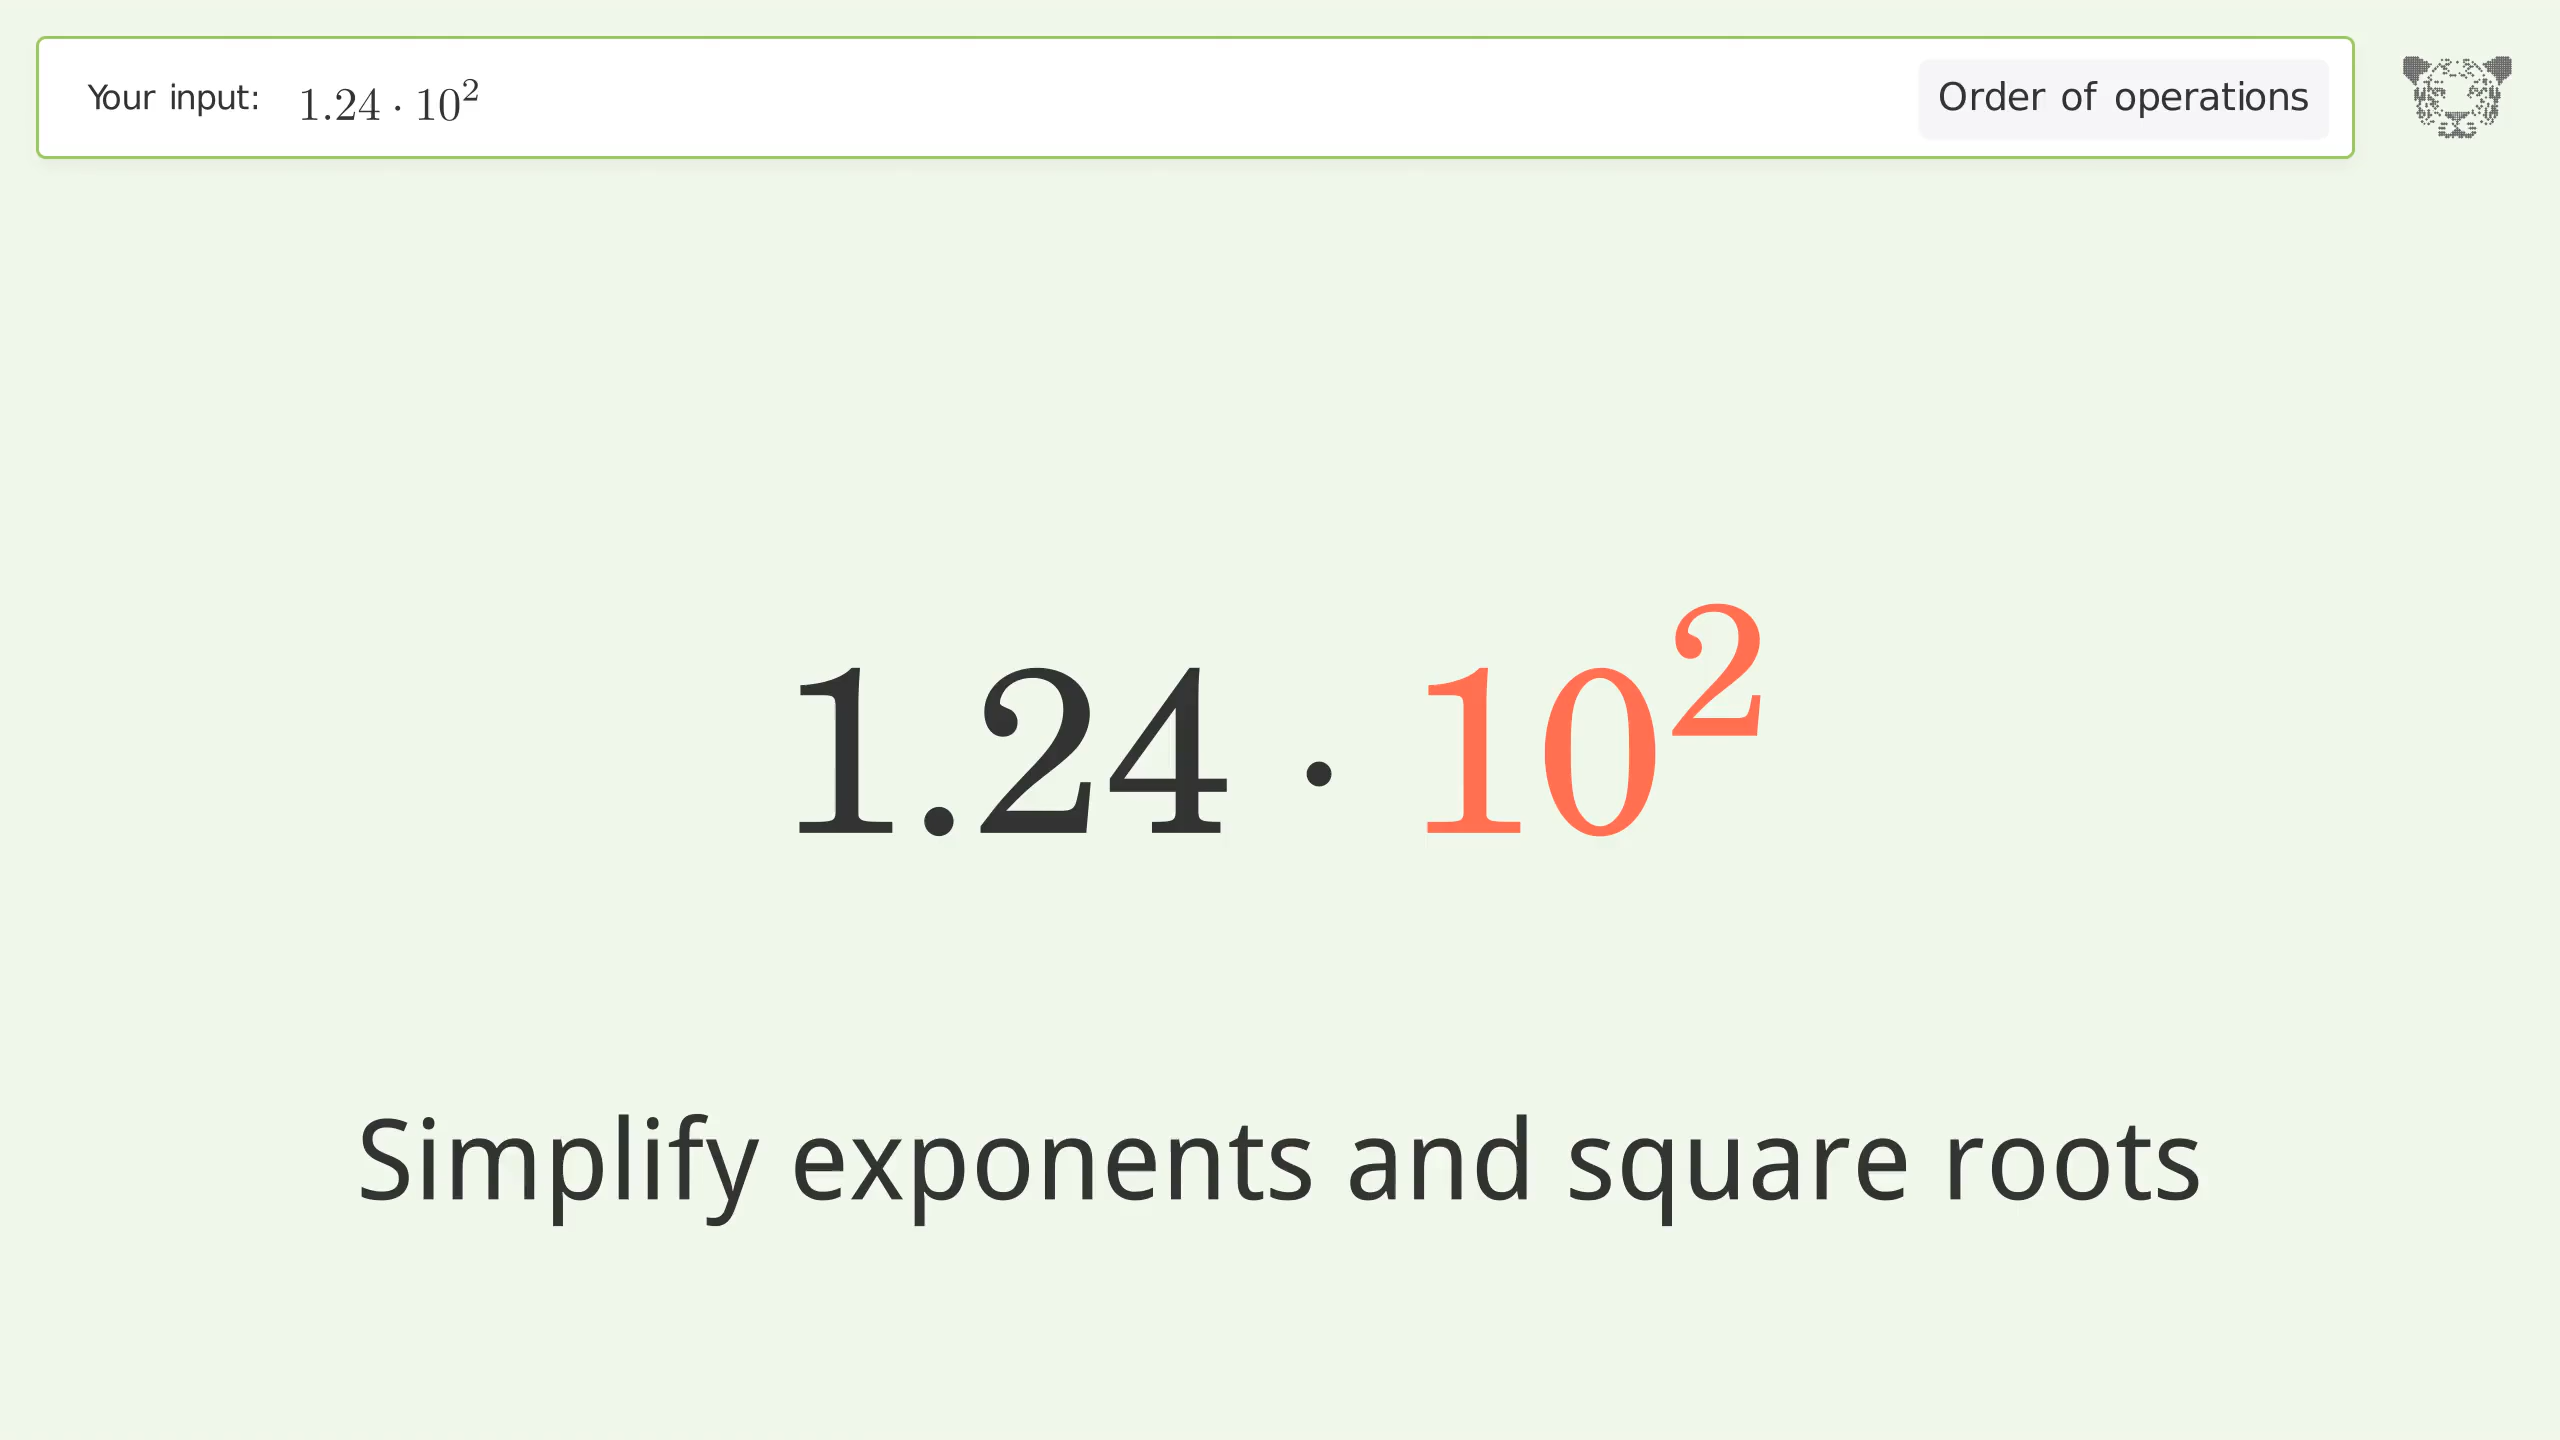 Your input: 1.24 · 10²
Order of operations
1.24 · 10²
Simplify exponents and square roots